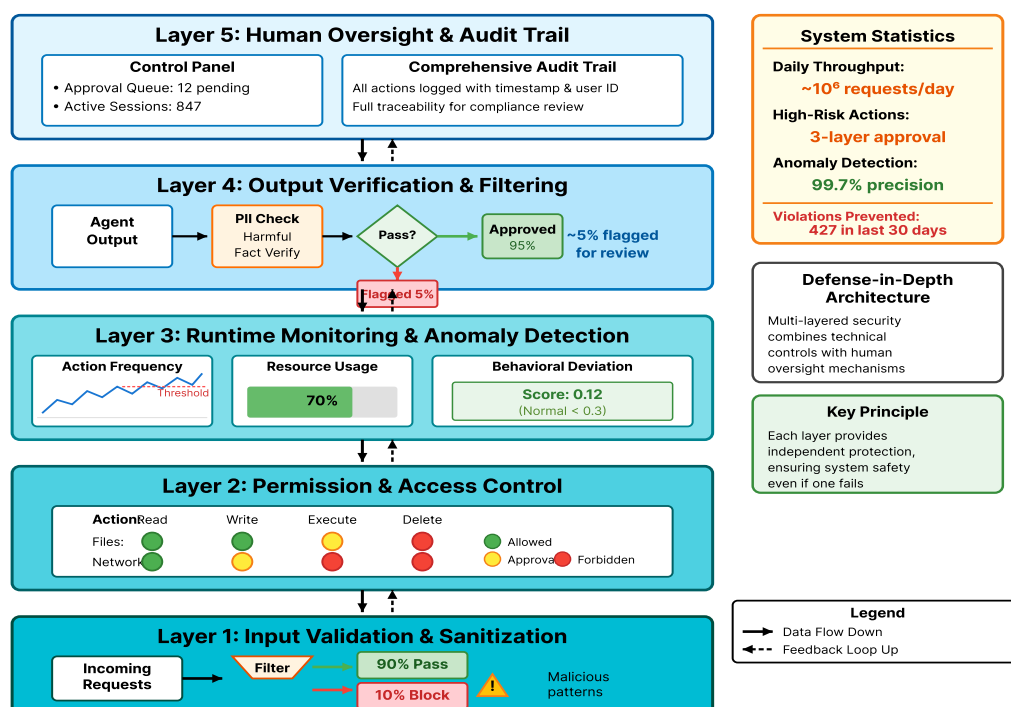 Layer 5: Human Oversight & Audit Trail
Control Panel
• Approval Queue: 12 pending
• Active Sessions: 847
Comprehensive Audit Trail
All actions logged with timestamp & user ID
Full traceability for compliance review
Layer 4: Output Verification & Filtering
Agent
Output
PII Check
Harmful
Fact Verify
Pass?
Approved
95%
~5% flagged
for review
Flagged 5%
Layer 3: Runtime Monitoring & Anomaly Detection
Action Frequency
Threshold
Resource Usage
70%
Behavioral Deviation
Score: 0.12
(Normal < 0.3)
Layer 2: Permission & Access Control
Action Read Write Execute Delete
Files:
Network
Allowed
Approval
Forbidden
Layer 1: Input Validation & Sanitization
Incoming
Requests
Filter
90% Pass
10% Block
!
Malicious
patterns
System Statistics
Daily Throughput:
~10⁶ requests/day
High-Risk Actions:
3-layer approval
Anomaly Detection:
99.7% precision
Violations Prevented:
427 in last 30 days
Defense-in-Depth
Architecture
Multi-layered security
combines technical
controls with human
oversight mechanisms
Key Principle
Each layer provides
independent protection,
ensuring system safety
even if one fails
Legend
Data Flow Down
Feedback Loop Up